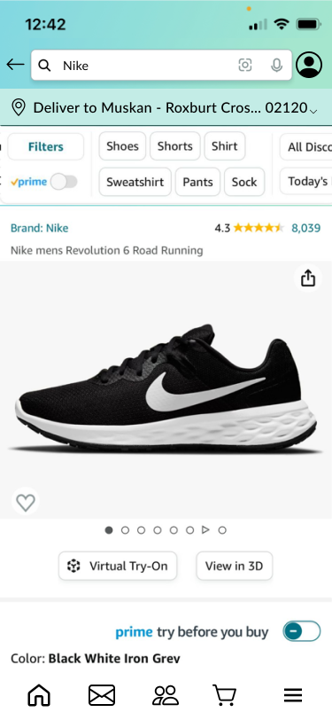 12:42
Nike
Deliver to Muskan - Roxburt Cros... 02120
Filters
Shoes
Shorts
Shirt
All Disco
prime
Sweatshirt
Pants
Sock
Today's
Brand: Nike
4.3
8,039
Nike mens Revolution 6 Road Running
Virtual Try-On
View in 3D
prime try before you buy
Color: Black White Iron Grey